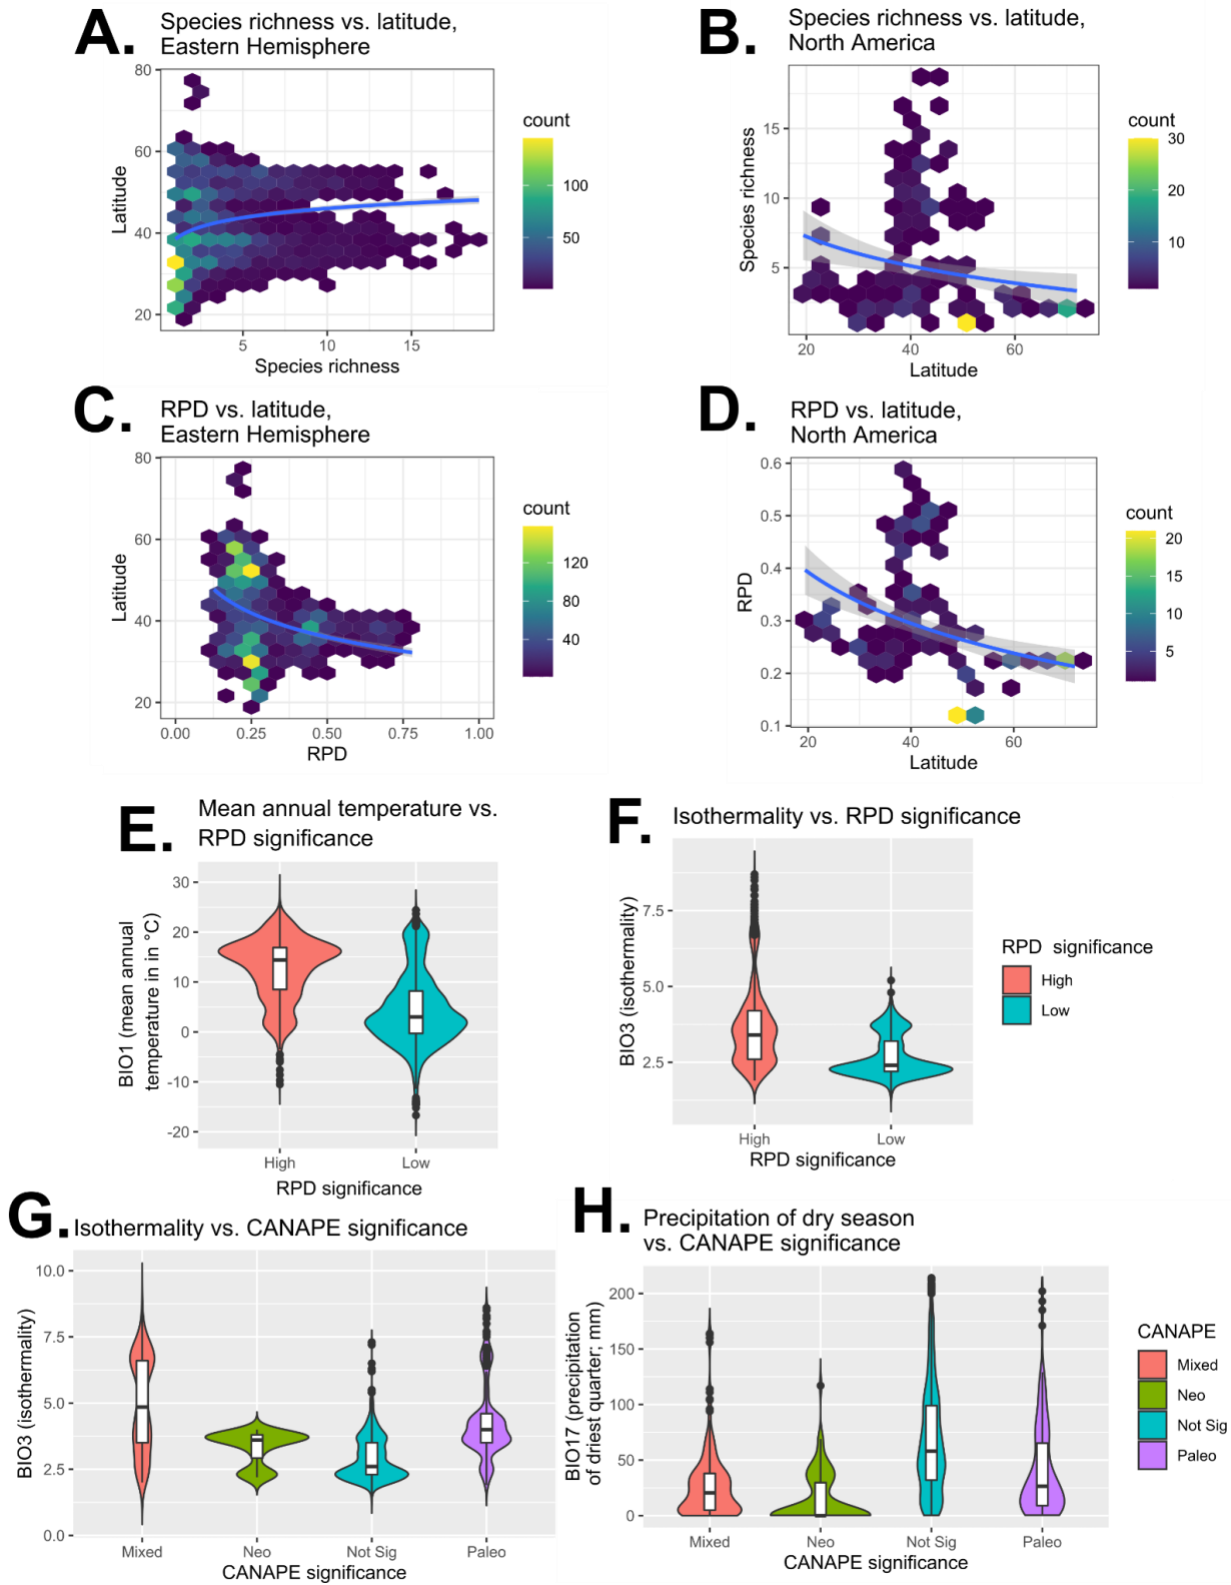 A.
Species richness vs. latitude,
Eastern Hemisphere
80
60
40
20
Latitude
5
10
15
Species richness
count
100
50
B.
Species richness vs. latitude,
North America
15
10
5
Species richness
20
40
60
Latitude
count
30
20
10
C.
RPD vs. latitude,
Eastern Hemisphere
80
60
40
20
Latitude
0.00
0.25
0.50
0.75
1.00
RPD
count
120
80
40
D.
RPD vs. latitude,
North America
0.6
0.5
0.4
0.3
0.2
0.1
RPD
20
40
60
Latitude
count
20
15
10
5
E.
Mean annual temperature vs.
RPD significance
30
20
10
0
-10
-20
BIO1 (mean annual
temperature in in °C)
High
Low
RPD significance
F.
Isothermality vs. RPD significance
7.5
5.0
2.5
BIO3 (isothermality)
High
Low
RPD significance
RPD significance
High
Low
G.
Isothermality vs. CANAPE significance
10.0
7.5
5.0
2.5
0.0
BIO3 (isothermality)
Mixed
Neo
Not Sig
Paleo
CANAPE significance
H.
Precipitation of dry season
vs. CANAPE significance
200
150
100
50
0
BIO17 (precipitation
of driest quarter; mm)
Mixed
Neo
Not Sig
Paleo
CANAPE significance
CANAPE
Mixed
Neo
Not Sig
Paleo